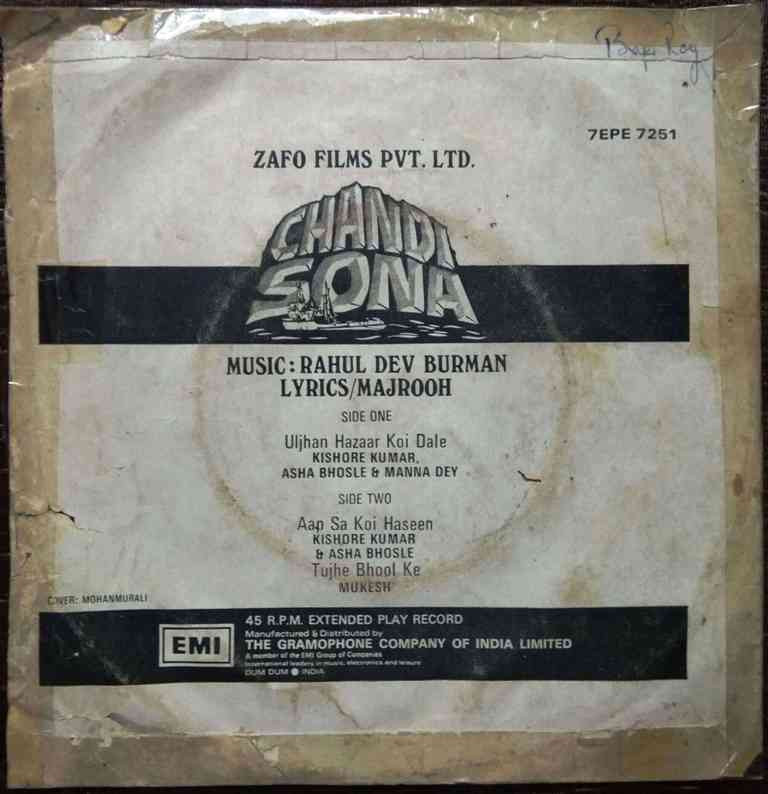 Roy
7EPE 7251
ZAFO FILMS PVT. LTD.
CHANDI
SONA
MUSIC: RAHUL DEV BURMAN
LYRICS/MAJROOH
SIDE ONE
Uljhan Hazaar Koi Dale
KISHORE KUMAR,
ASHA BHOSLE & MANNA DEY
SIDE TWO
Aap Sa Koi Haseen
KISHORE KUMAR
& ASHA BHOSLE
Tujhe Bhool Ke
MUKESH
COVER: MOHANMURALI
EMI
45 R.P.M. EXTENDED PLAY RECORD
Manufactured & Distributed by
THE GRAMOPHONE COMPANY OF INDIA LIMITED
A member of the EMI Group of Companies
International leaders in music, electronics and leisure
DUM DUM ● INDIA